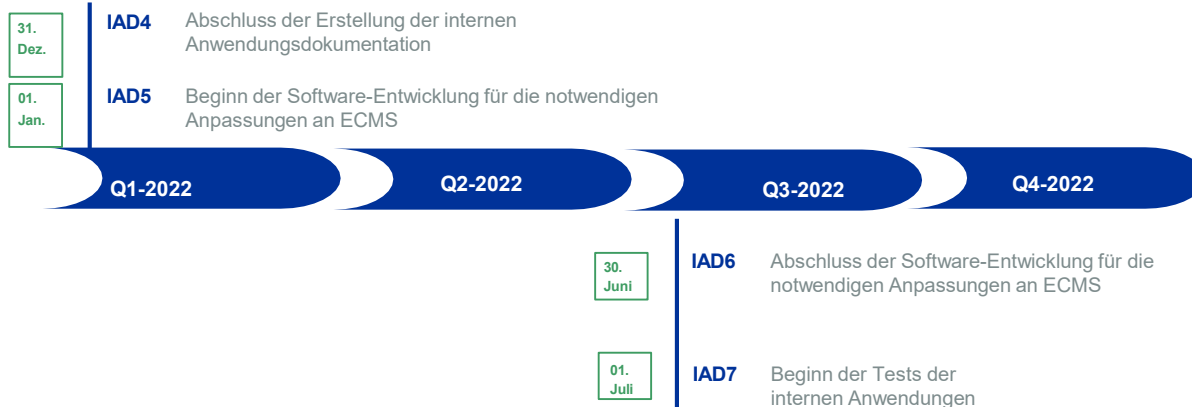 31.
Dez.
IAD4
Abschluss der Erstellung der internen
Anwendungsdokumentation
01.
Jan.
IAD5
Beginn der Software-Entwicklung für die notwendigen
Anpassungen an ECMS
Q1-2022
Q2-2022
Q3-2022
Q4-2022
30.
Juni
IAD6
Abschluss der Software-Entwicklung für die
notwendigen Anpassungen an ECMS
01.
Juli
IAD7
Beginn der Tests der
internen Anwendungen